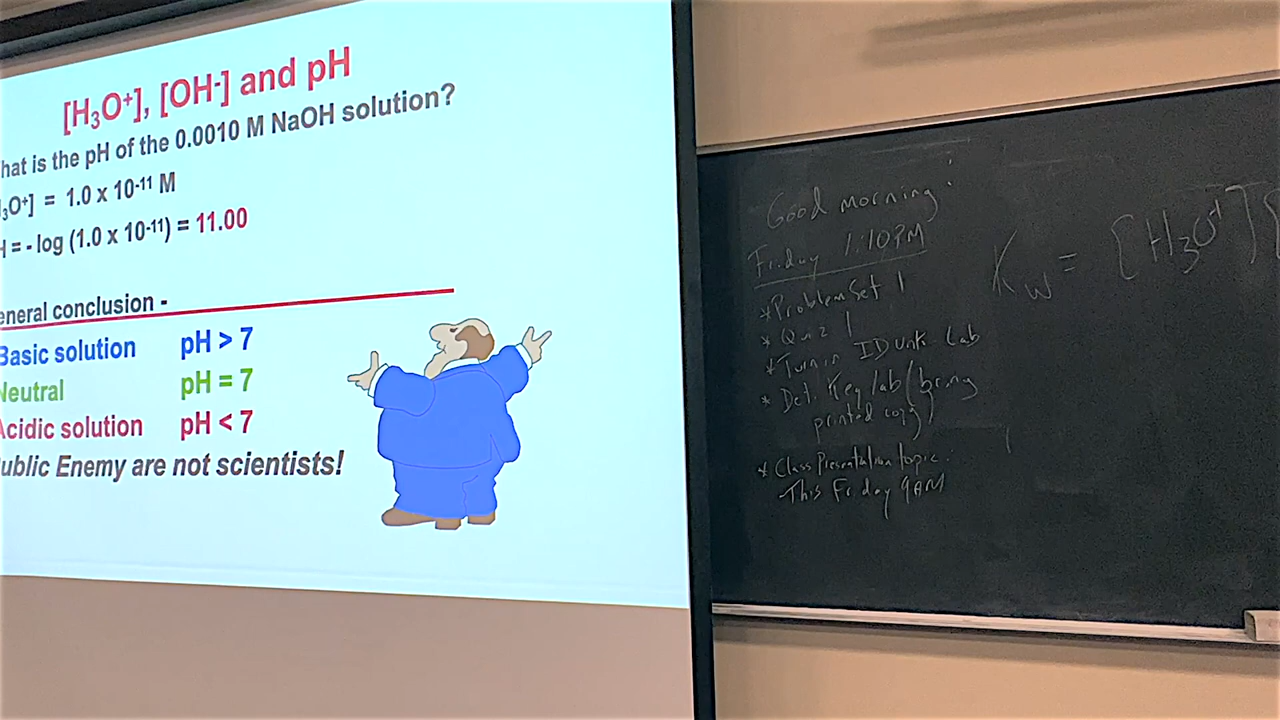 [H₃O⁺], [OH-] and pH
hat is the pH of the 0.0010 M NaOH solution?
₃O⁺] = 1.0 x 10⁻¹¹ M
H = - log (1.0 x 10⁻¹¹) = 11.00
eneral conclusion -
Basic solution pH > 7
Neutral pH = 7
Acidic solution pH < 7
ublic Enemy are not scientists!
Good morning!
Friday 1:10PM
* Problem Set 1
* Quiz 1
* Turn in ID Unk Lab
* Det. Keq lab (bring
printed copy)
* Class Presentation topic:
This Friday 9AM
Kw = [H₃O⁺][